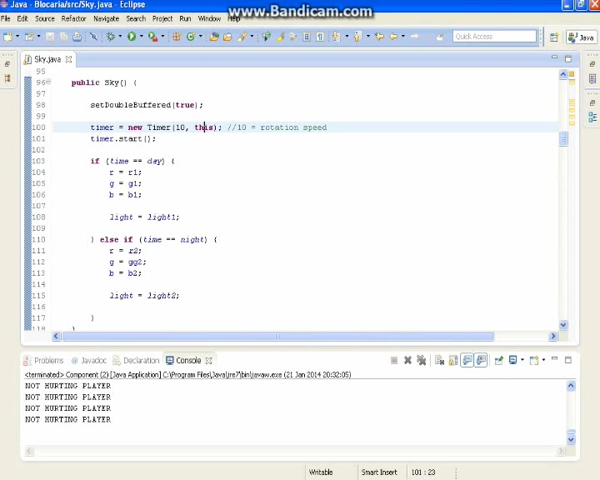 Java - Blocaria/src/Sky.java - Eclipse
www.Bandicam.com
File Edit Source Refactor Navigate Search Project Run Window Help
Quick Access
Java
Sky.java
95
96 public Sky() {
97
98 setDoubleBuffered(true);
99
100 timer = new Timer(10, this); //10 = rotation speed
101 timer.start();
102
103 if (time == day) {
104 r = r1;
105 g = g1;
106 b = b1;
107
108 light = light1;
109
110 } else if (time == night) {
111 r = r2;
112 g = gg2;
113 b = b2;
114
115 light = light2;
116
117 }
118
Problems @ Javadoc Declaration Console
<terminated> Component (2) [Java Application] C:\Program Files\Java\jre7\bin\javaw.exe (21 Jan 2014 20:32:05)
NOT HURTING PLAYER
NOT HURTING PLAYER
NOT HURTING PLAYER
NOT HURTING PLAYER
Writable Smart Insert 101 : 23